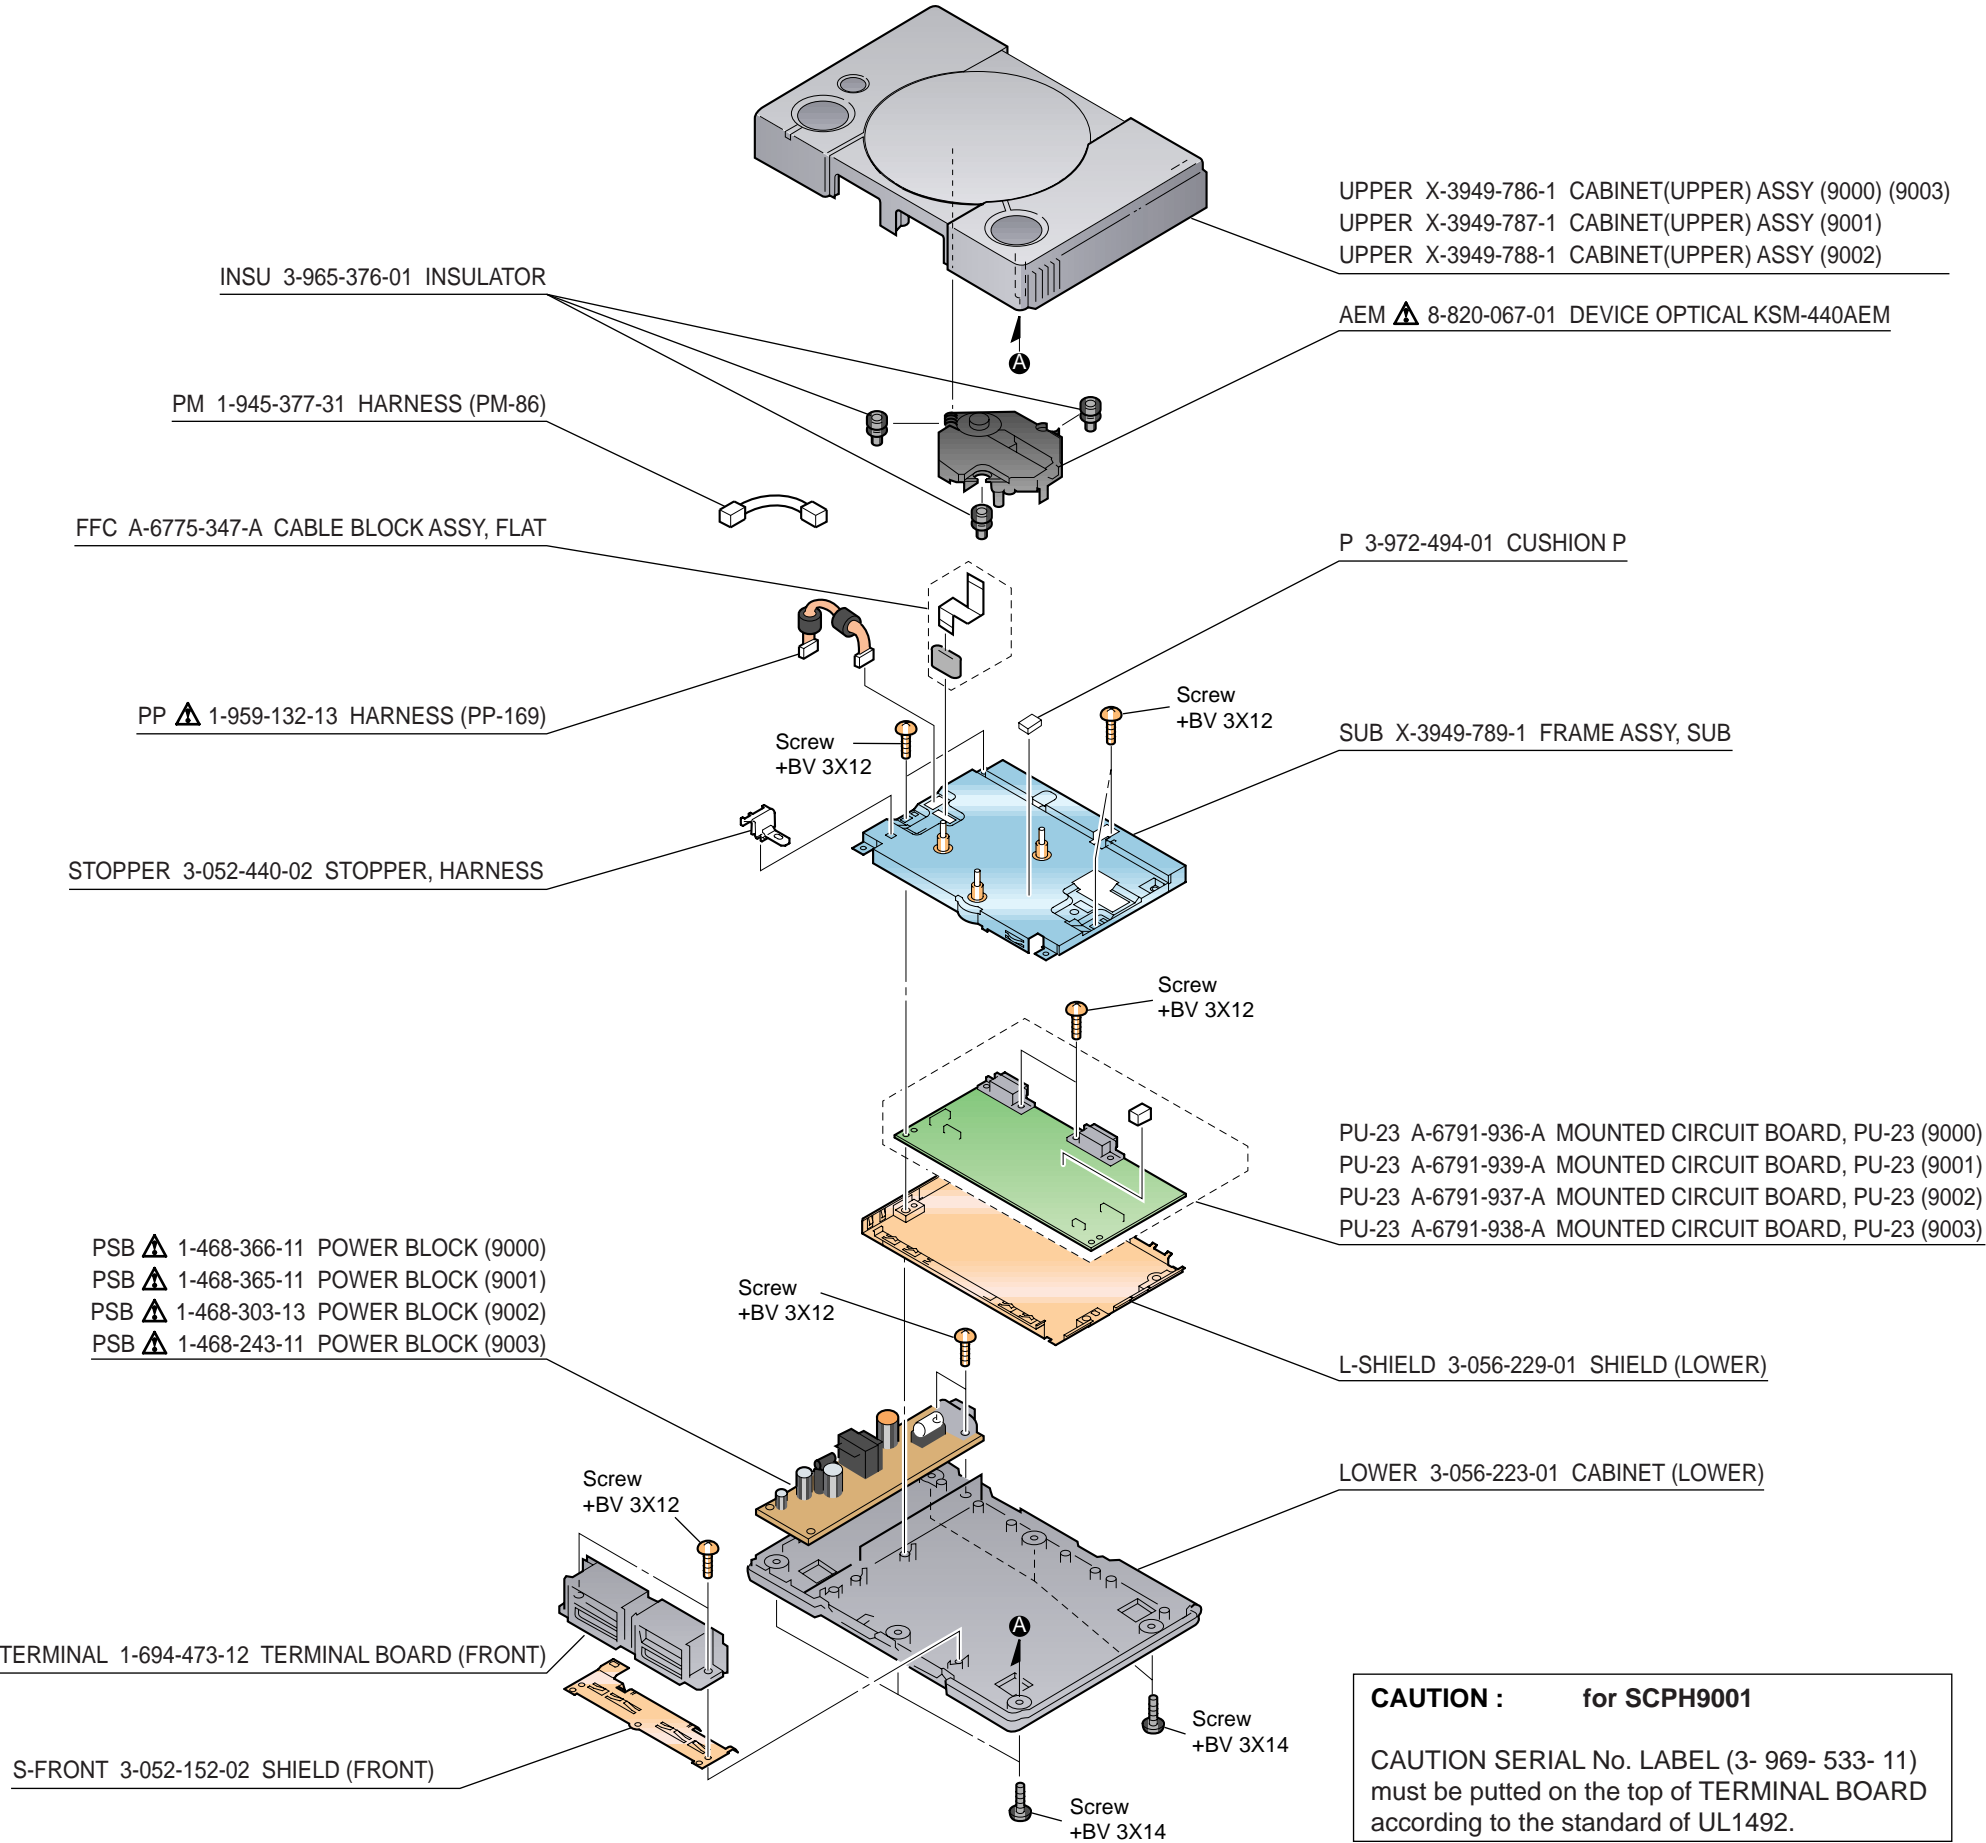 UPPER X-3949-786-1 CABINET(UPPER) ASSY (9000) (9003)
UPPER X-3949-787-1 CABINET(UPPER) ASSY (9001)
UPPER X-3949-788-1 CABINET(UPPER) ASSY (9002)
INSU 3-965-376-01 INSULATOR
AEM ⚠ 8-820-067-01 DEVICE OPTICAL KSM-440AEM
A
PM 1-945-377-31 HARNESS (PM-86)
FFC A-6775-347-A CABLE BLOCK ASSY, FLAT
P 3-972-494-01 CUSHION P
PP ⚠ 1-959-132-13 HARNESS (PP-169)
Screw
+BV 3X12
Screw
+BV 3X12
SUB X-3949-789-1 FRAME ASSY, SUB
STOPPER 3-052-440-02 STOPPER, HARNESS
Screw
+BV 3X12
PU-23 A-6791-936-A MOUNTED CIRCUIT BOARD, PU-23 (9000)
PU-23 A-6791-939-A MOUNTED CIRCUIT BOARD, PU-23 (9001)
PU-23 A-6791-937-A MOUNTED CIRCUIT BOARD, PU-23 (9002)
PU-23 A-6791-938-A MOUNTED CIRCUIT BOARD, PU-23 (9003)
PSB ⚠ 1-468-366-11 POWER BLOCK (9000)
PSB ⚠ 1-468-365-11 POWER BLOCK (9001)
PSB ⚠ 1-468-303-13 POWER BLOCK (9002)
PSB ⚠ 1-468-243-11 POWER BLOCK (9003)
Screw
+BV 3X12
L-SHIELD 3-056-229-01 SHIELD (LOWER)
Screw
+BV 3X12
LOWER 3-056-223-01 CABINET (LOWER)
A
TERMINAL 1-694-473-12 TERMINAL BOARD (FRONT)
S-FRONT 3-052-152-02 SHIELD (FRONT)
Screw
+BV 3X14
Screw
+BV 3X14
CAUTION : for SCPH9001
CAUTION SERIAL No. LABEL (3- 969- 533- 11)
must be putted on the top of TERMINAL BOARD
according to the standard of UL1492.